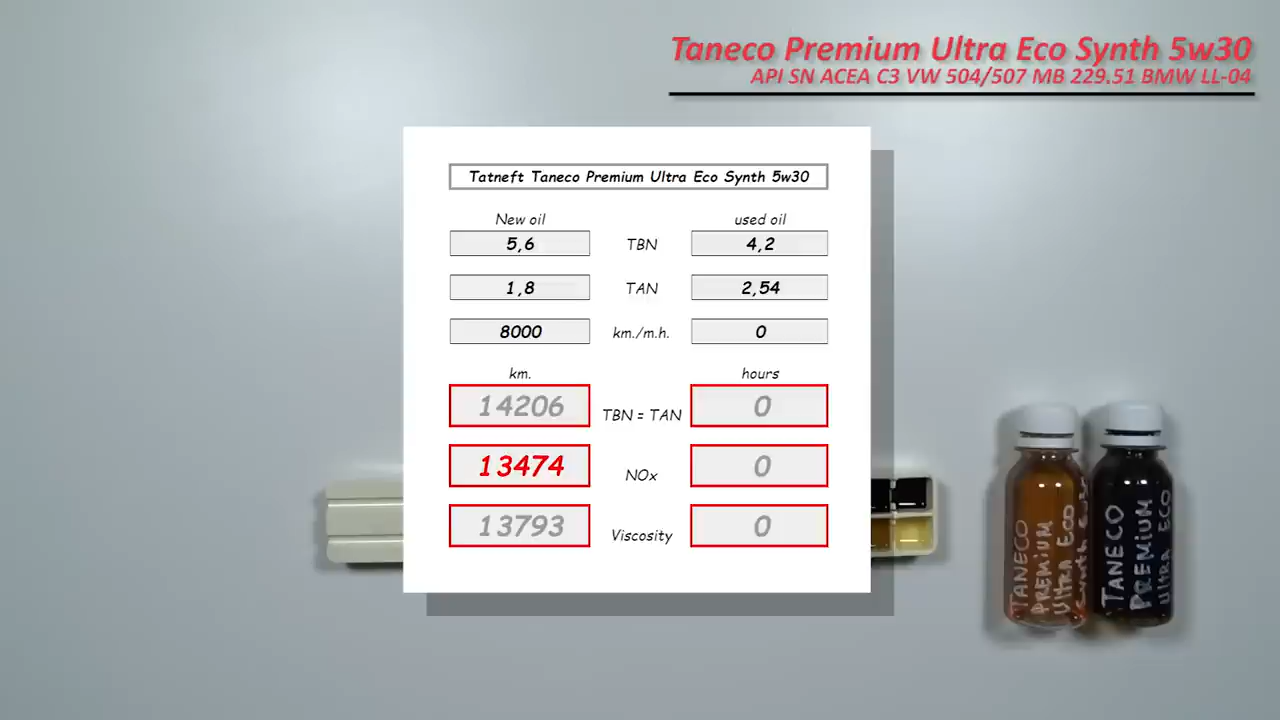 Taneco Premium Ultra Eco Synth 5w30
API SN ACEA C3 VW 504/507 MB 229.51 BMW LL-04
Tatneft Taneco Premium Ultra Eco Synth 5w30
New oil used oil
5,6 TBN 4,2
1,8 TAN 2,54
8000 km./m.h. 0
km. hours
14206 TBN = TAN 0
13474 NOx 0
13793 Viscosity 0
TANECO
PREMIUM
ULTRA ECO
TANECO
PREMIUM
ULTRA ECO